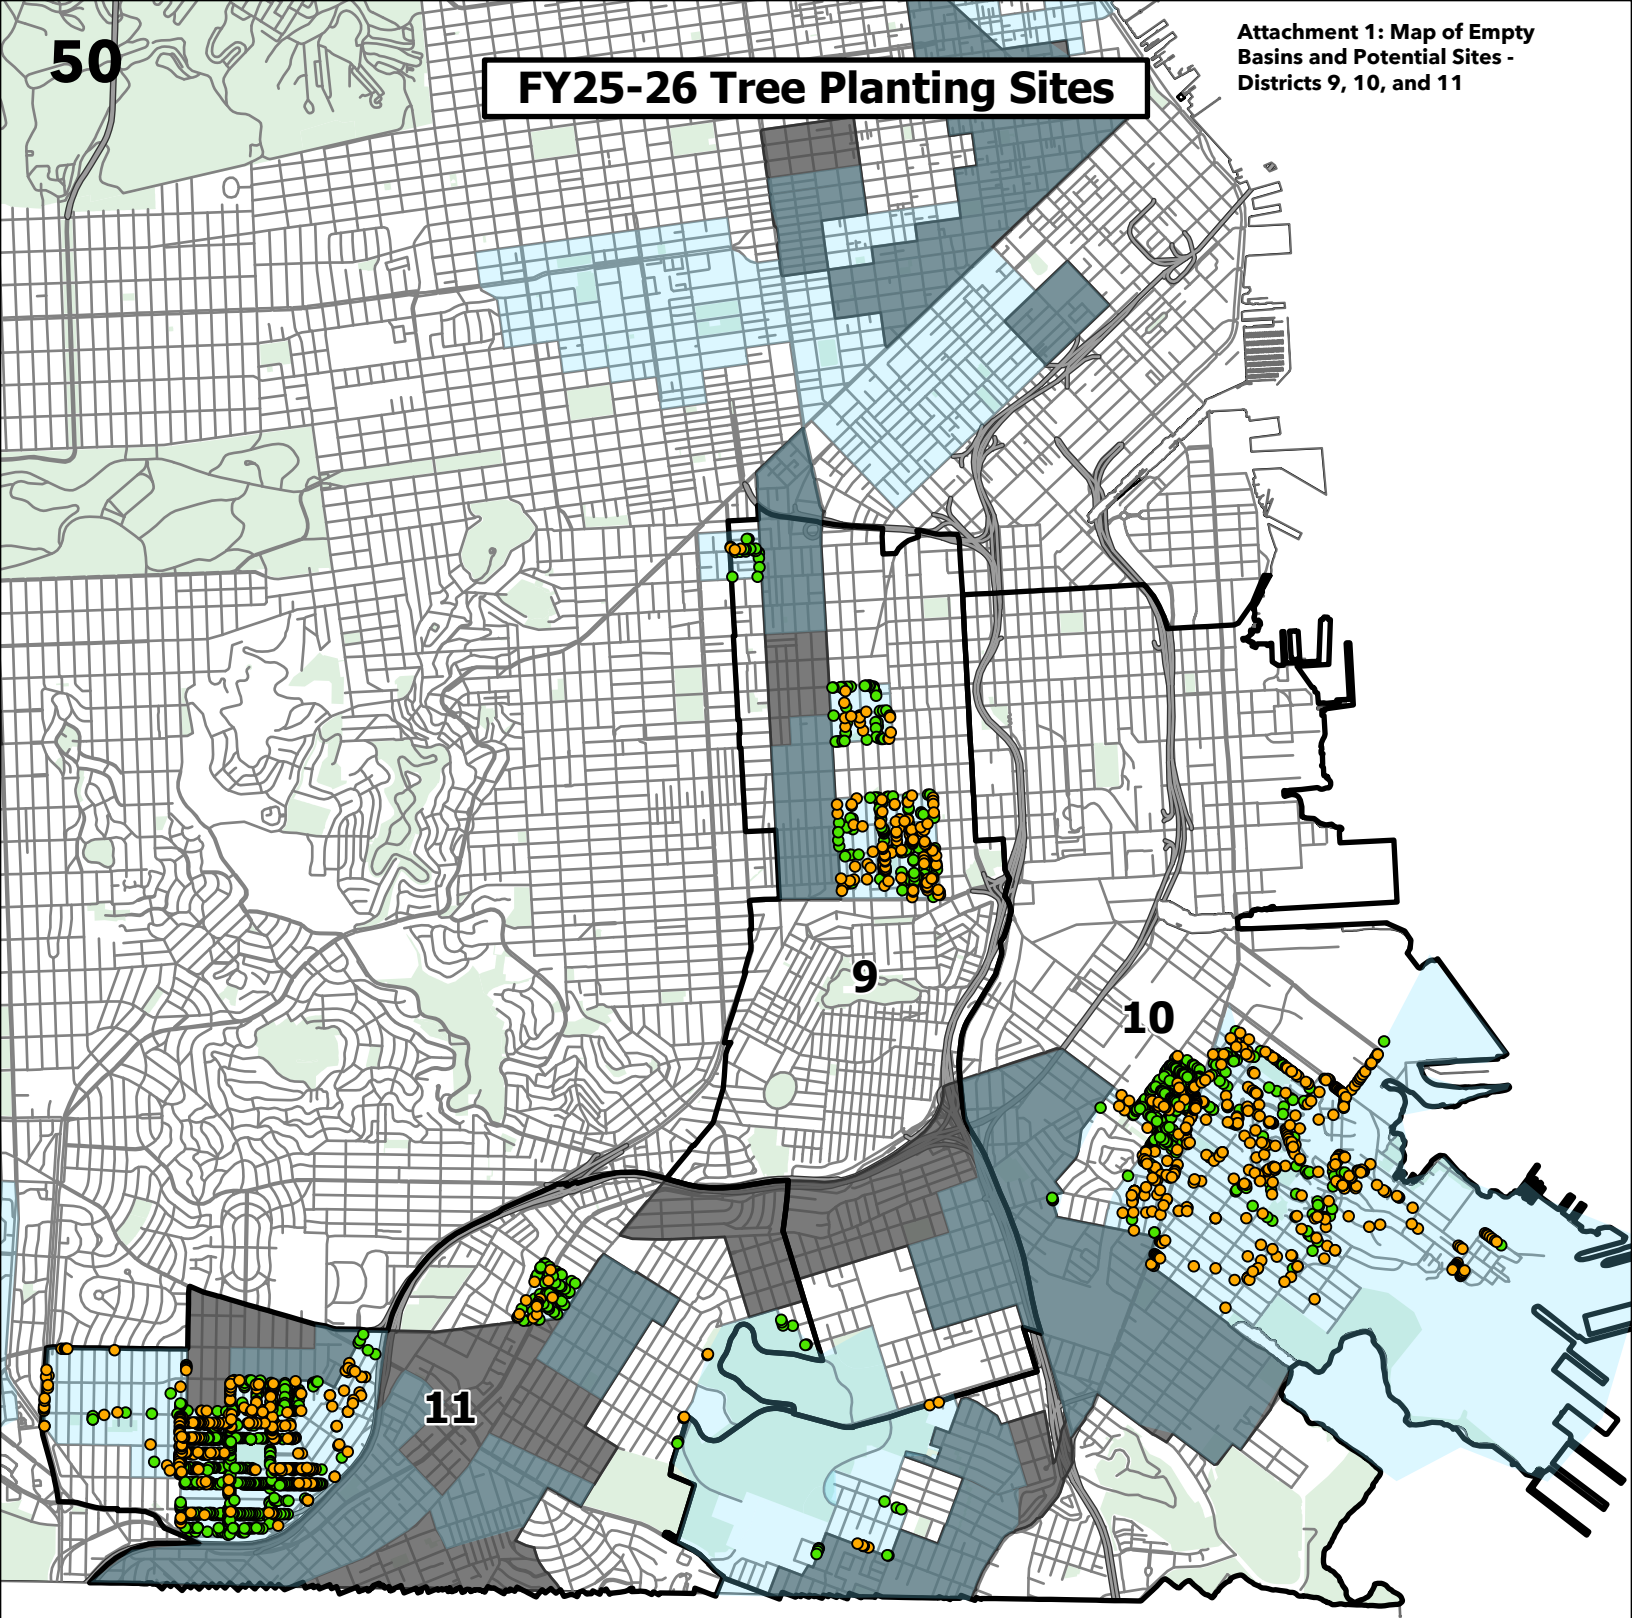 50
FY25-26 Tree Planting Sites
Attachment 1: Map of Empty
Basins and Potential Sites -
Districts 9, 10, and 11
9
10
11